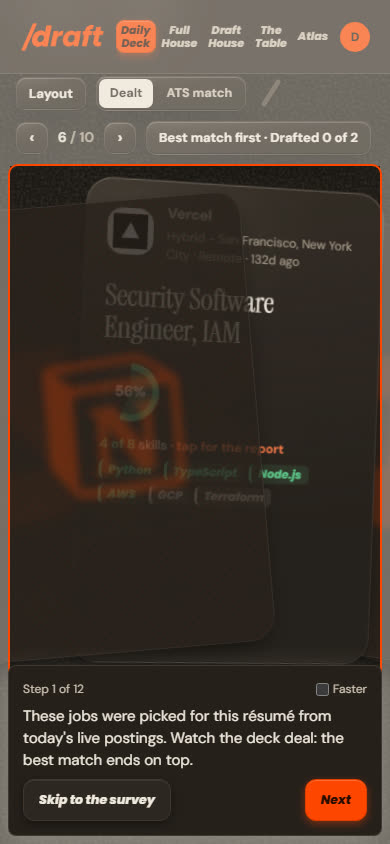 /draft
Daily Deck
Full House
Draft House
The Table
Atlas
D
Layout
Dealt
ATS match
‹
6 / 10
›
Best match first · Drafted 0 of 2
Vercel
Hybrid - San Francisco, New York
City · Remote · 132d ago
Security Software
Engineer, IAM
56%
4 of 8 skills · tap for the report
Python
TypeScript
Node.js
AWS
GCP
Terraform
Step 1 of 12
Faster
These jobs were picked for this résumé from
today's live postings. Watch the deck deal: the
best match ends on top.
Skip to the survey
Next